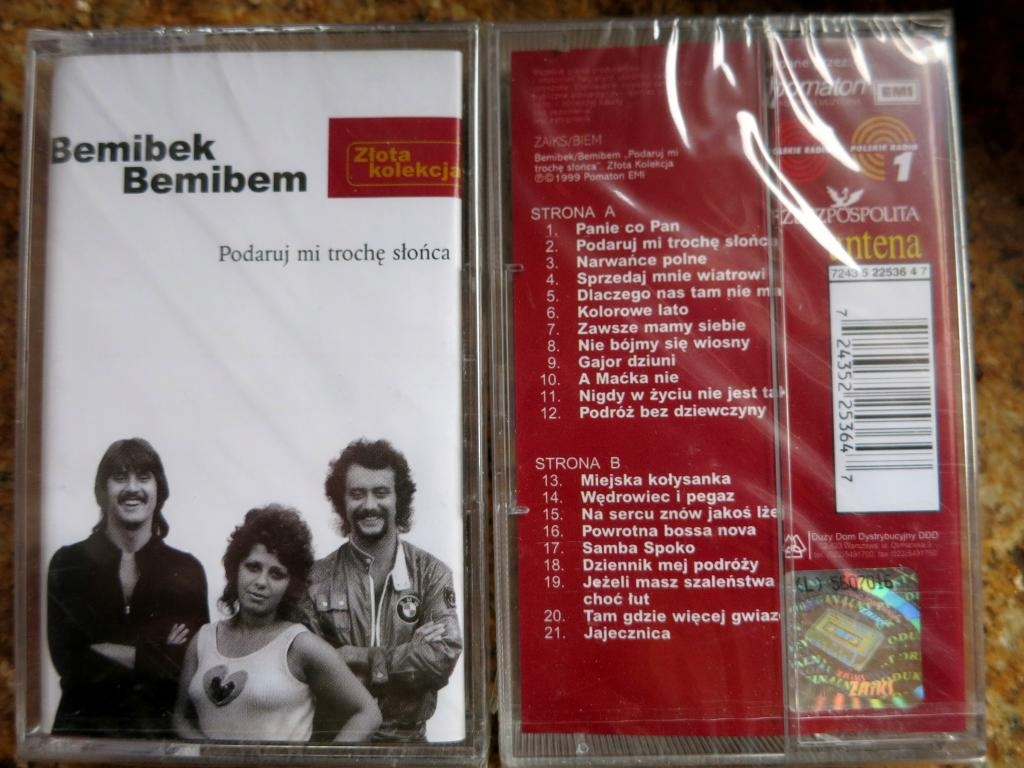 Bemibek
Bemibem
Złota
kolekcja
Podaruj mi trochę słońca
ZAIKS/BIEM
Bemibek/Bemibem „Podaruj mi
trochę słońca". Złota Kolekcja
℗©1999 Pomaton EMI
STRONA A
1. Panie co Pan
2. Podaruj mi trochę słońca
3. Narwańce polne
4. Sprzedaj mnie wiatrowi
5. Dlaczego nas tam nie ma
6. Kolorowe lato
7. Zawsze mamy siebie
8. Nie bójmy się wiosny
9. Gajor dziuni
10. A Maćka nie
11. Nigdy w życiu nie jest tak
12. Podróż bez dziewczyny
STRONA B
13. Miejska kołysanka
14. Wędrowiec i pegaz
15. Na sercu znów jakoś lże
16. Powrotna bossa nova
17. Samba Spoko
18. Dziennik mej podróży
19. Jeżeli masz szaleństwa
choć łut
20. Tam gdzie więcej gwiaz
21. Jajecznica
pomaton EMI
POLSKIE RADIO
1
RZECZPOSPOLITA
antena
7243 5 22536 4 7
7 24352 25364 7
Duży Dom Dystrybucyjny DDD
(L) 5607016
ZAIKS